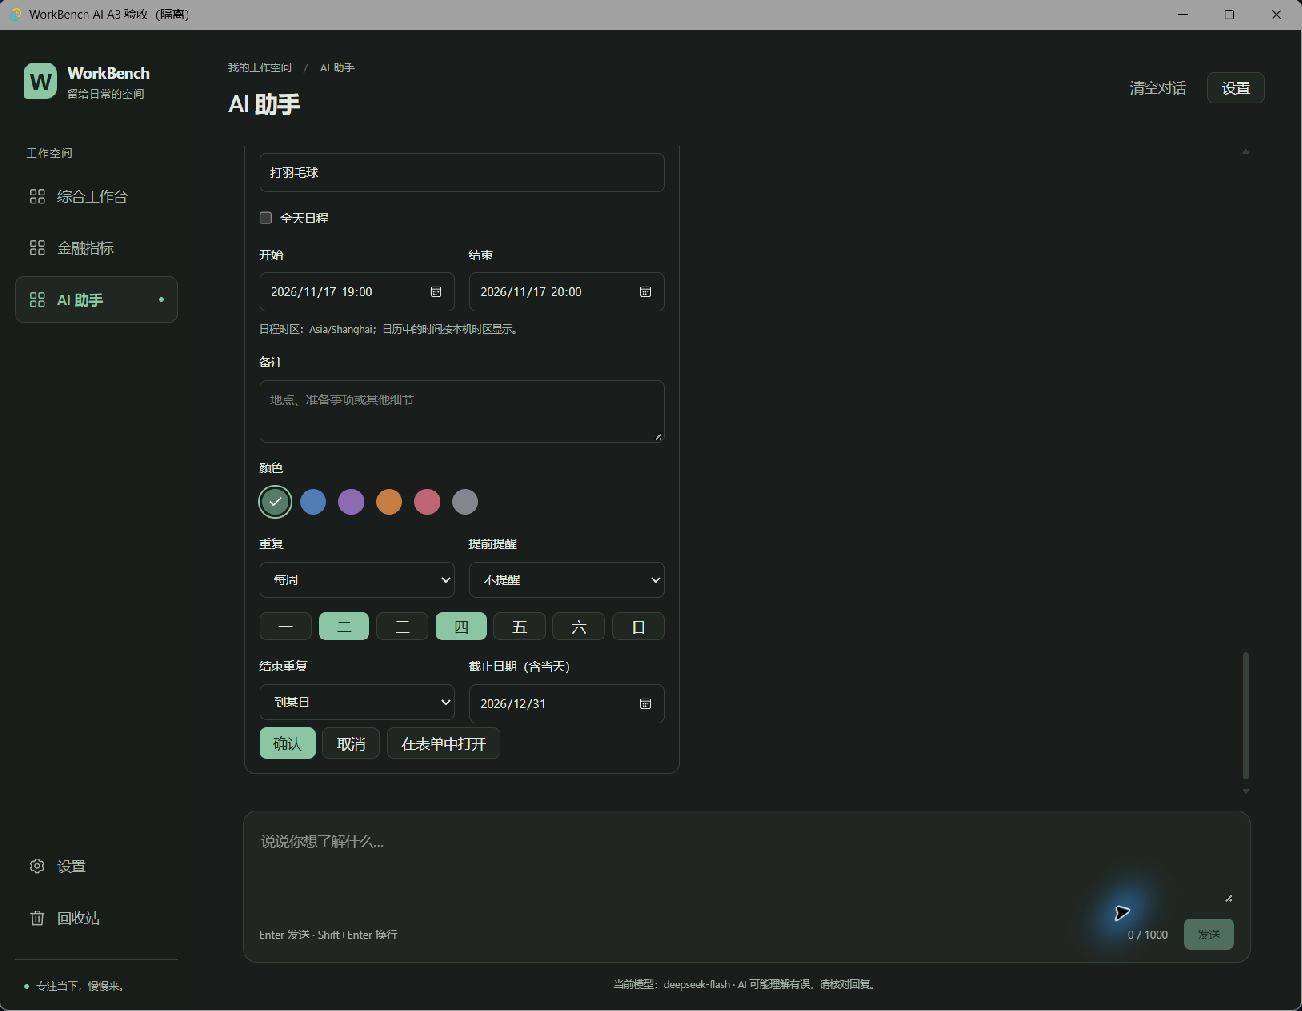 WorkBench AI A3 验收（隔离）
W
WorkBench
留给日常的空间
工作空间
综合工作台
金融指标
AI 助手
设置
回收站
专注当下，慢慢来。
我的工作空间 / AI 助手
AI 助手
清空对话
设置
打羽毛球
全天日程
开始 结束
2026/11/17 19:00 2026/11/17 20:00
日程时区：Asia/Shanghai；日历中的时间按本机时区显示。
备注
地点、准备事项或其他细节
颜色
重复 提前提醒
每周 不提醒
一 二 三 四 五 六 日
结束重复 截止日期（含当天）
到某日 2026/12/31
确认 取消 在表单中打开
说说你想了解什么...
Enter 发送 · Shift+Enter 换行
0 / 1000
发送
当前模型：deepseek-flash · AI 可能理解有误，请核对回复。